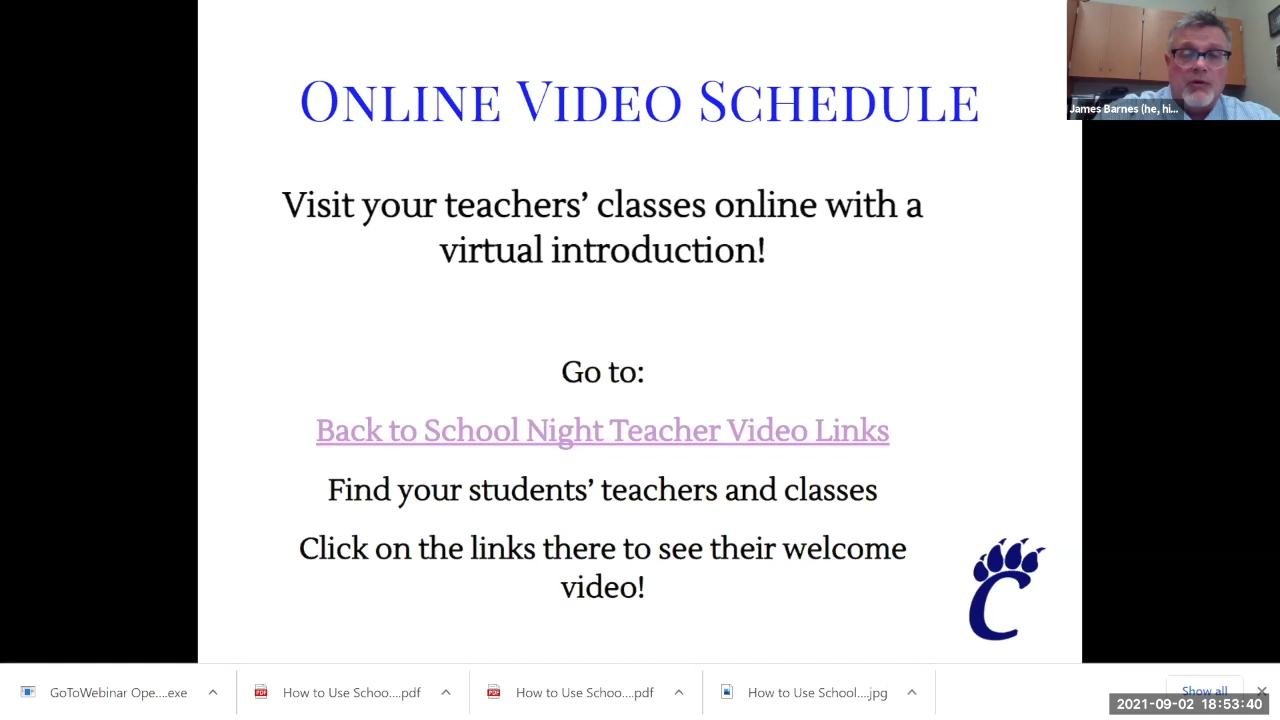 Online Video Schedule
James Barnes (he, hi...
Visit your teachers’ classes online with a
virtual introduction!
Go to:
Back to School Night Teacher Video Links
Find your students’ teachers and classes
Click on the links there to see their welcome
video!
C
GoToWebinar Ope....exe
PDF
How to Use Schoo....pdf
PDF
How to Use Schoo....pdf
How to Use School....jpg
Show all
2021-09-02 18:53:40